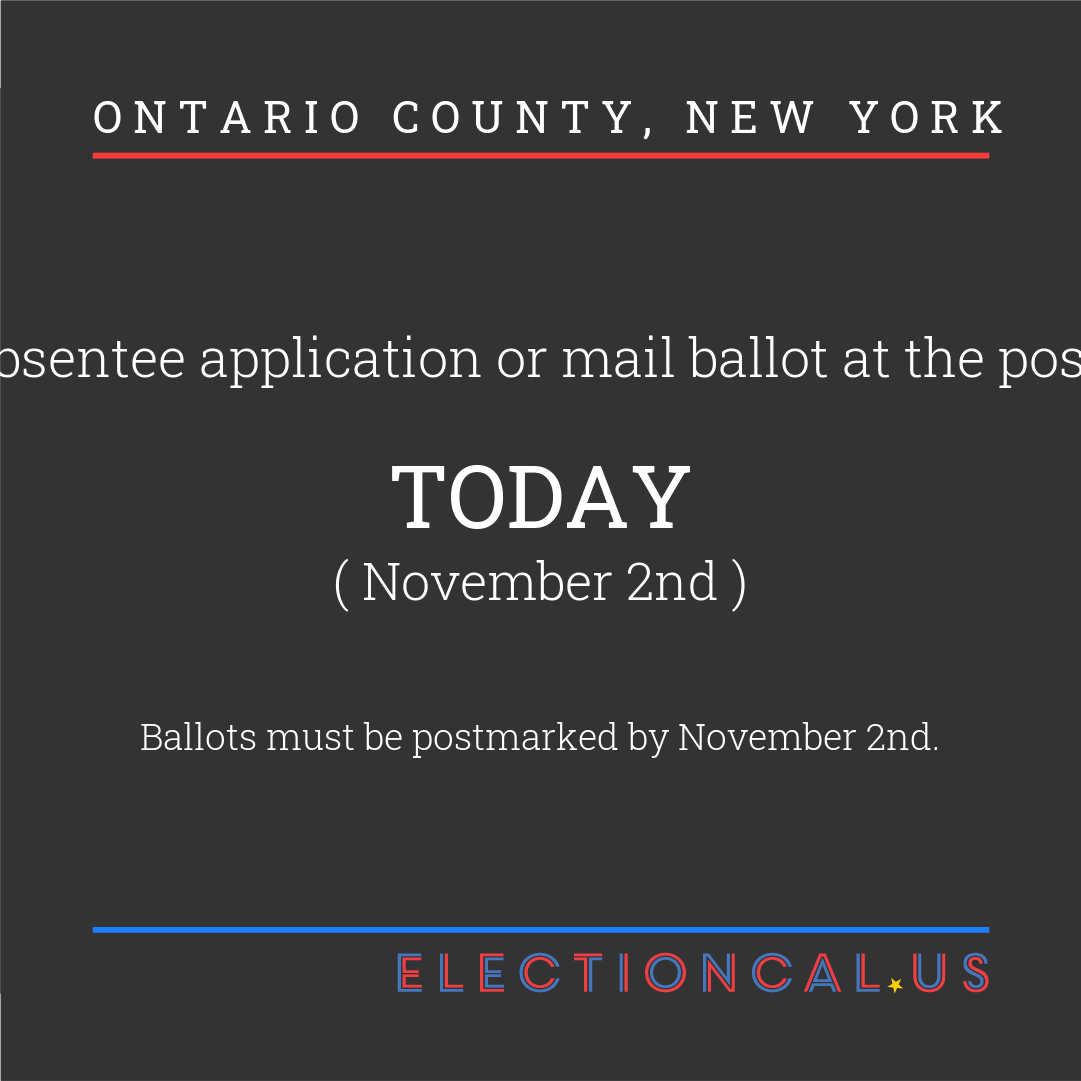 ONTARIO COUNTY, NEW YORK
bsentee application or mail ballot at the pos
TODAY
( November 2nd )
Ballots must be postmarked by November 2nd.
ELECTIONCAL.US